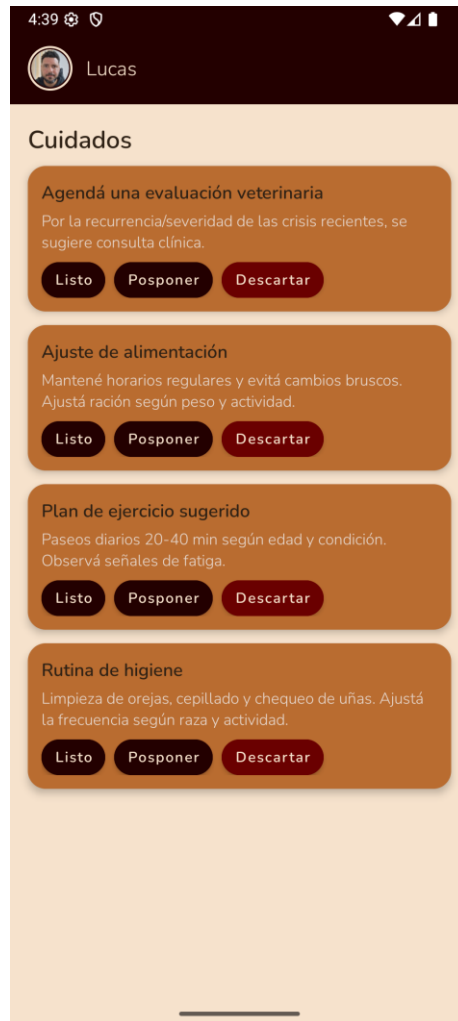 4:39
Lucas
Cuidados
Agendá una evaluación veterinaria
Por la recurrencia/severidad de las crisis recientes, se
sugiere consulta clínica.
Listo Posponer Descartar
Ajuste de alimentación
Mantené horarios regulares y evitá cambios bruscos.
Ajustá ración según peso y actividad.
Listo Posponer Descartar
Plan de ejercicio sugerido
Paseos diarios 20-40 min según edad y condición.
Observá señales de fatiga.
Listo Posponer Descartar
Rutina de higiene
Limpieza de orejas, cepillado y chequeo de uñas. Ajustá
la frecuencia según raza y actividad.
Listo Posponer Descartar